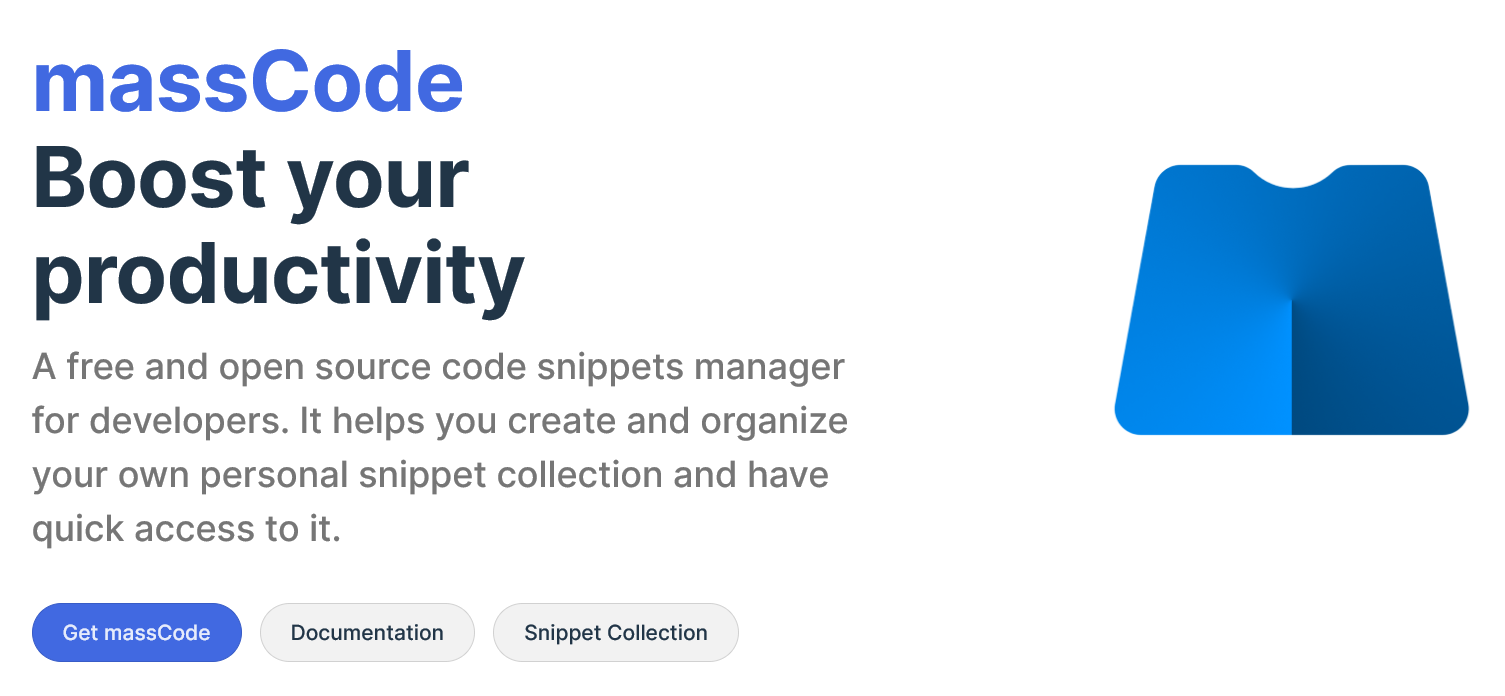 massCode
Boost your
productivity
A free and open source code snippets manager
for developers. It helps you create and organize
your own personal snippet collection and have
quick access to it.
Get massCode
Documentation
Snippet Collection